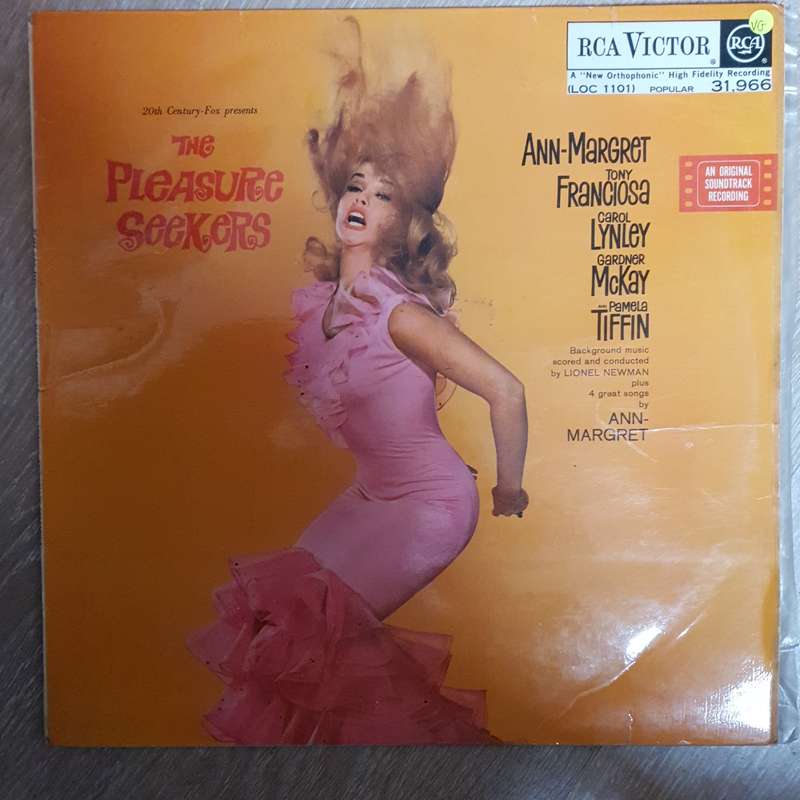 VG
RCA VICTOR
RCA
A "New Orthophonic" High Fidelity Recording
(LOC 1101) POPULAR 31,966
20th Century-Fox presents
THE
PLEASURE
SEEKERS
ANN-MARGRET
TONY
FRANCIOSA
CAROL
LYNLEY
GARDNER
MCKAY
AND PAMELA
TIFFIN
AN ORIGINAL
SOUNDTRACK
RECORDING
Background music
scored and conducted
by LIONEL NEWMAN
plus
4 great songs
by
ANN-
MARGRET